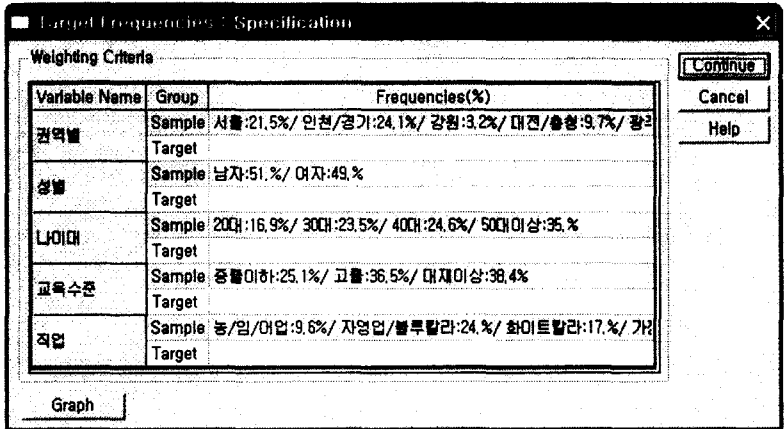 Target Frequencies : Specification
Weighting Criteria
Continue
Cancel
Help
Variable Name Group Frequencies(%)
권역별 Sample 서울:21,5%/ 인천/경기:24,1%/ 강원:3,2%/ 대전/충청:9,7%/
Target
성별 Sample 남자:51,%/ 여자:49,%
Target
나이대 Sample 20대:16,9%/ 30대:23,5%/ 40대:24,6%/ 50대이상:35,%
Target
교육수준 Sample 중졸이하:25,1%/ 고졸:36,5%/ 대재이상:38,4%
Target
직업 Sample 농/임/어업:9,6%/ 자영업/블루칼라:24,%/ 화이트칼라:17,%/
Target
Graph